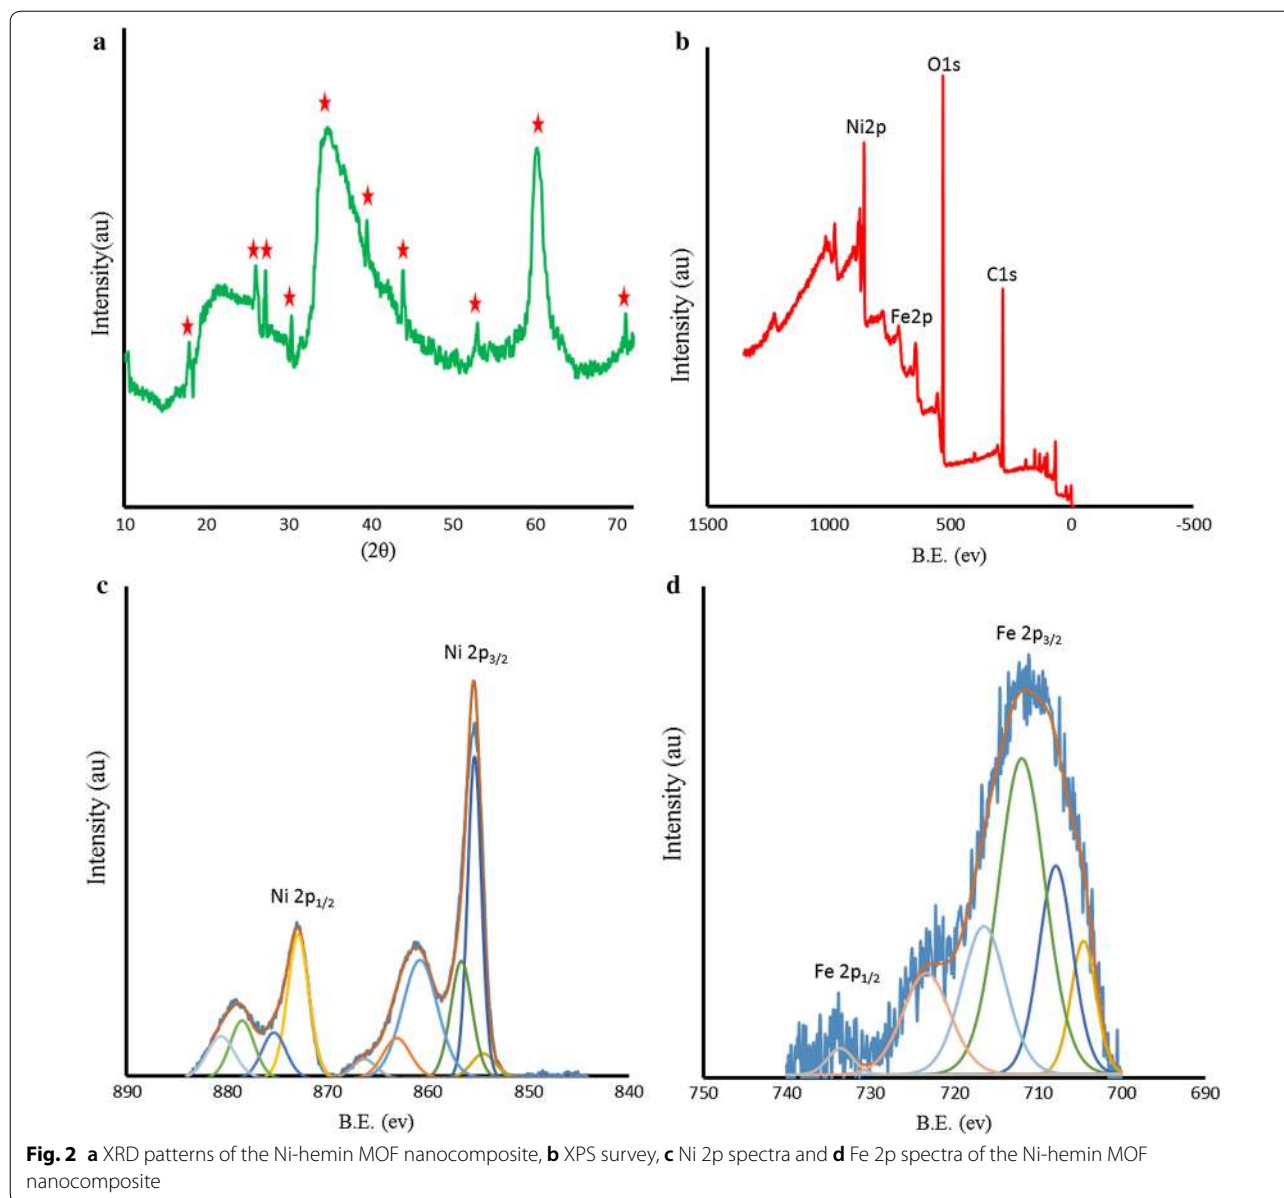 a
Intensity(au)
10 20 30 40 50 60 70
(2θ)
b
O1s
Ni2p
C1s
Fe2p
Intensity (au)
1500 1000 500 0 -500
B.E. (ev)
c
Ni 2p3/2
Ni 2p1/2
Intensity (au)
890 880 870 860 850 840
B.E. (ev)
d
Fe 2p3/2
Fe 2p1/2
Intensity (au)
750 740 730 720 710 700 690
B.E. (ev)
Fig. 2 a XRD patterns of the Ni-hemin MOF nanocomposite, b XPS survey, c Ni 2p spectra and d Fe 2p spectra of the Ni-hemin MOF
nanocomposite